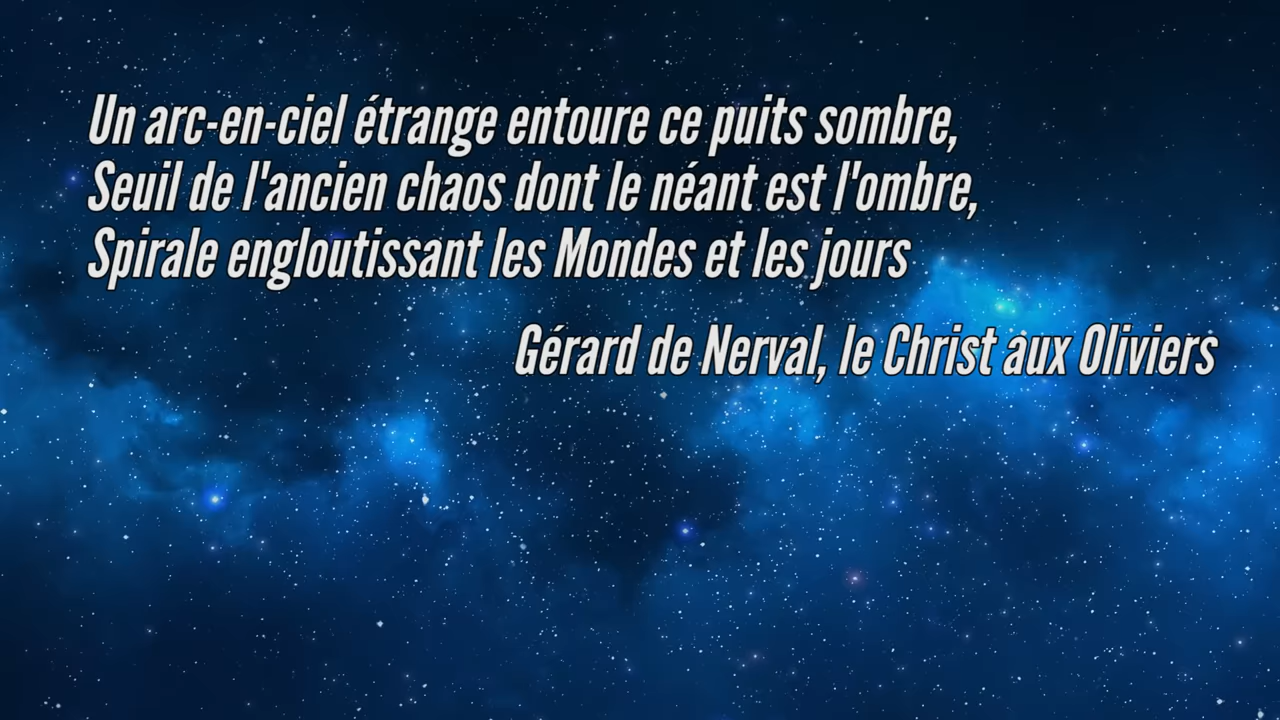 Un arc-en-ciel étrange entoure ce puits sombre,
Seuil de l'ancien chaos dont le néant est l'ombre,
Spirale engloutissant les Mondes et les jours
Gérard de Nerval, le Christ aux Oliviers